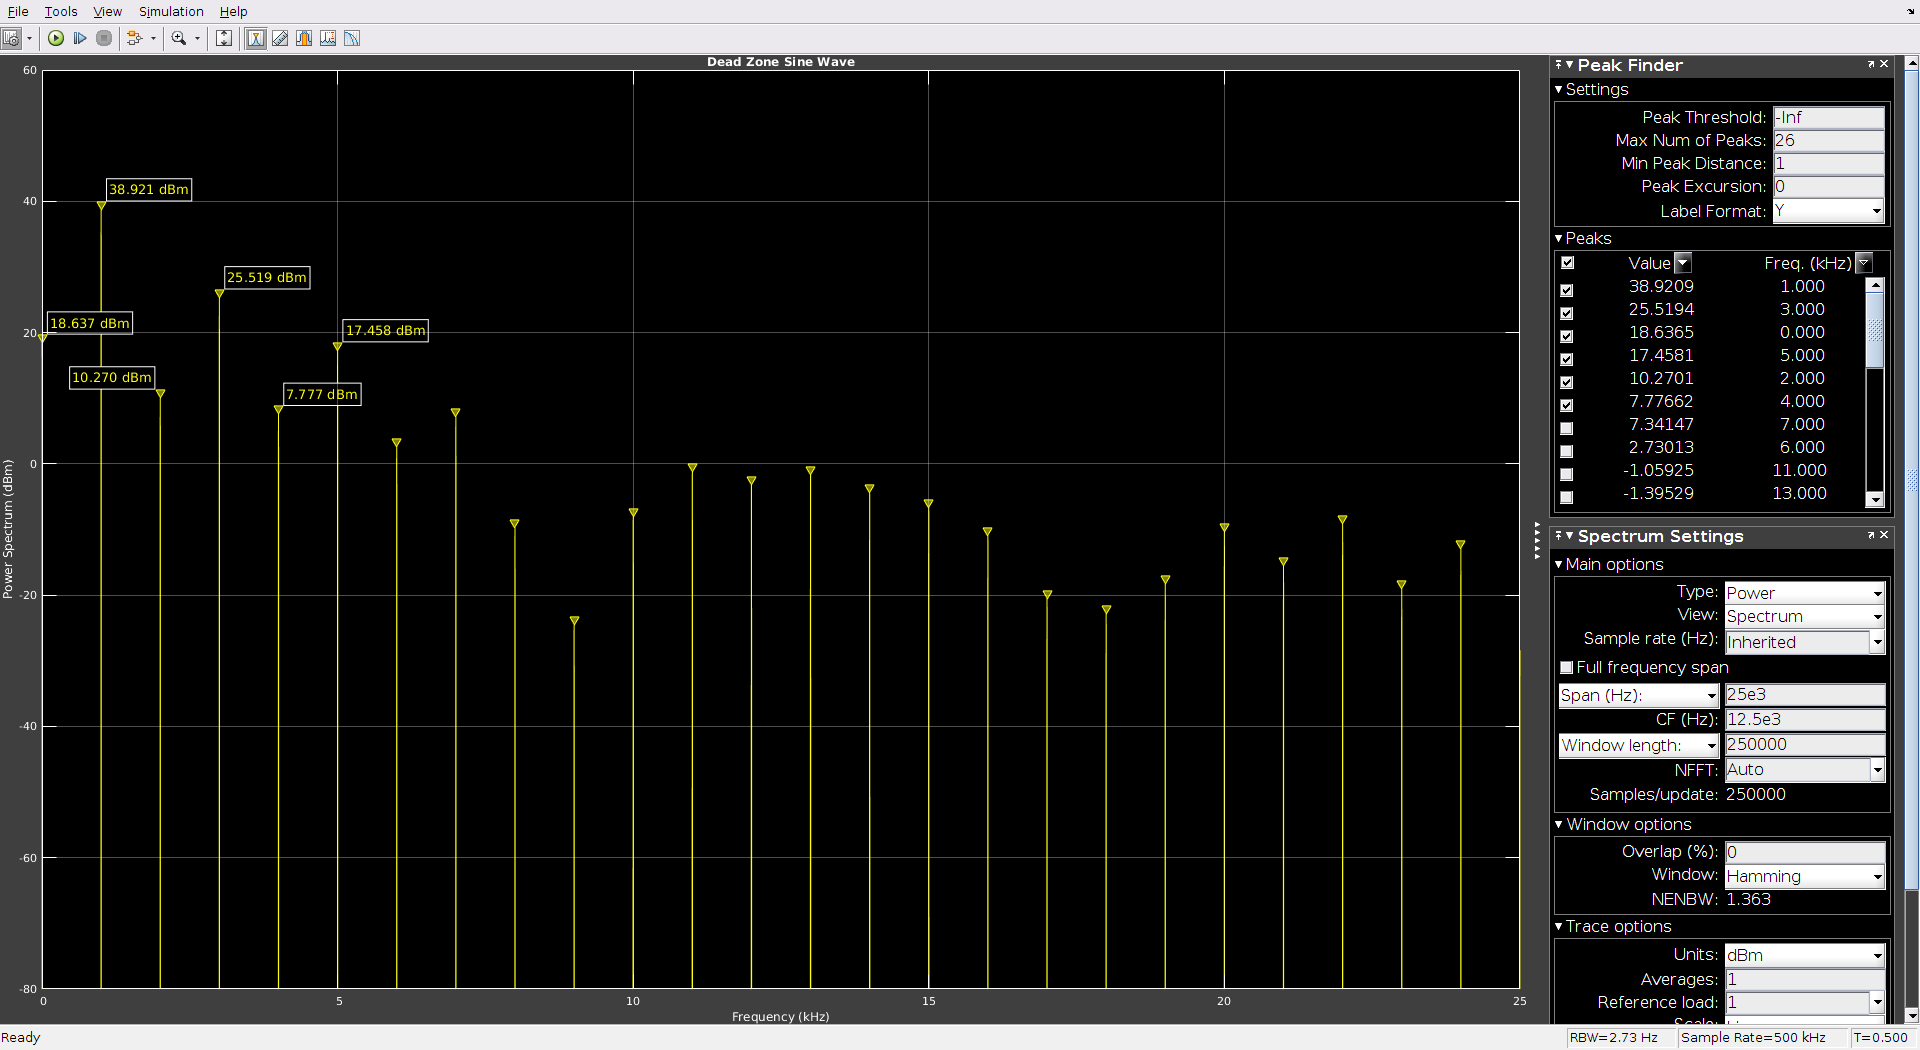 File Tools View Simulation Help
Dead Zone Sine Wave
60
40
20
0
-20
-40
-60
-80
Power Spectrum (dBm)
38.921 dBm
25.519 dBm
18.637 dBm
17.458 dBm
10.270 dBm
7.777 dBm
0 5 10 15 20 25
Frequency (kHz)
Peak Finder
Settings
Peak Threshold: -Inf
Max Num of Peaks: 26
Min Peak Distance: 1
Peak Excursion: 0
Label Format: Y
Peaks
Value Freq. (kHz)
38.9209 1.000
25.5194 3.000
18.6365 0.000
17.4581 5.000
10.2701 2.000
7.77662 4.000
7.34147 7.000
2.73013 6.000
-1.05925 11.000
-1.39529 13.000
Spectrum Settings
Main options
Type: Power
View: Spectrum
Sample rate (Hz): Inherited
Full frequency span
Span (Hz): 25e3
CF (Hz): 12.5e3
Window length: 250000
NFFT: Auto
Samples/update: 250000
Window options
Overlap (%): 0
Window: Hamming
NENBW: 1.363
Trace options
Units: dBm
Averages: 1
Reference load: 1
Scale:
Ready
RBW=2.73 Hz Sample Rate=500 kHz T=0.500